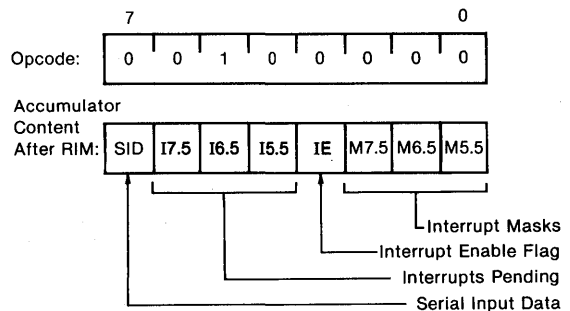 7 0
Opcode: 0 0 1 0 0 0 0 0
Accumulator
Content
After RIM: SID I7.5 I6.5 I5.5 IE M7.5 M6.5 M5.5
Interrupt Masks
Interrupt Enable Flag
Interrupts Pending
Serial Input Data